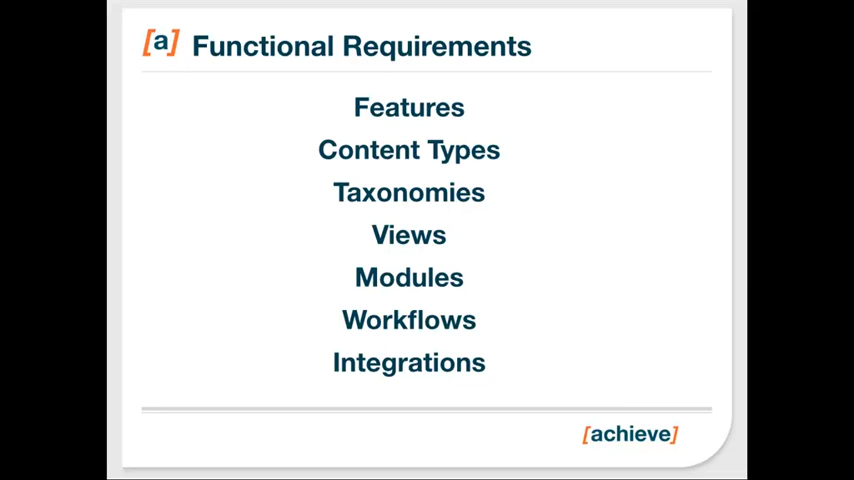 [a] Functional Requirements
Features
Content Types
Taxonomies
Views
Modules
Workflows
Integrations
[achieve]